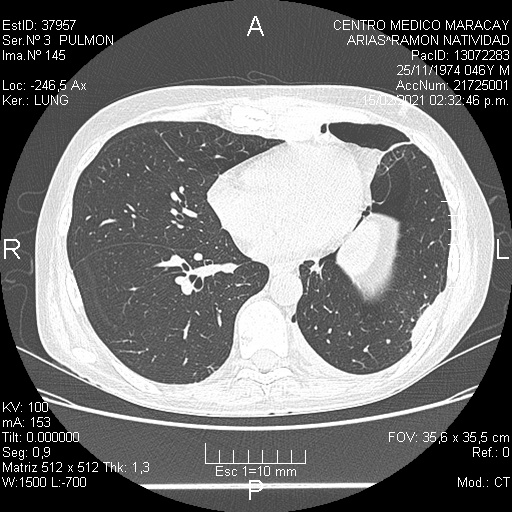 EstID: 37957
Ser.Nº 3 PULMON
Ima.Nº 145
Loc: -246,5 Ax
Ker.: LUNG
A
CENTRO MEDICO MARACAY
ARIAS^RAMON NATIVIDAD
PacID: 13072283
25/11/1974 046Y M
AccNum: 21725001
15/02/2021 02:32:46 p.m.
R
L
KV: 100
mA: 153
Tilt: 0.000000
Seg: 0,9
Matriz 512 x 512 Thk: 1,3
W:1500 L:-700
Esc 1=10 mm
P
FOV: 35,6 x 35,5 cm
Ref.: 0
Mod.: CT